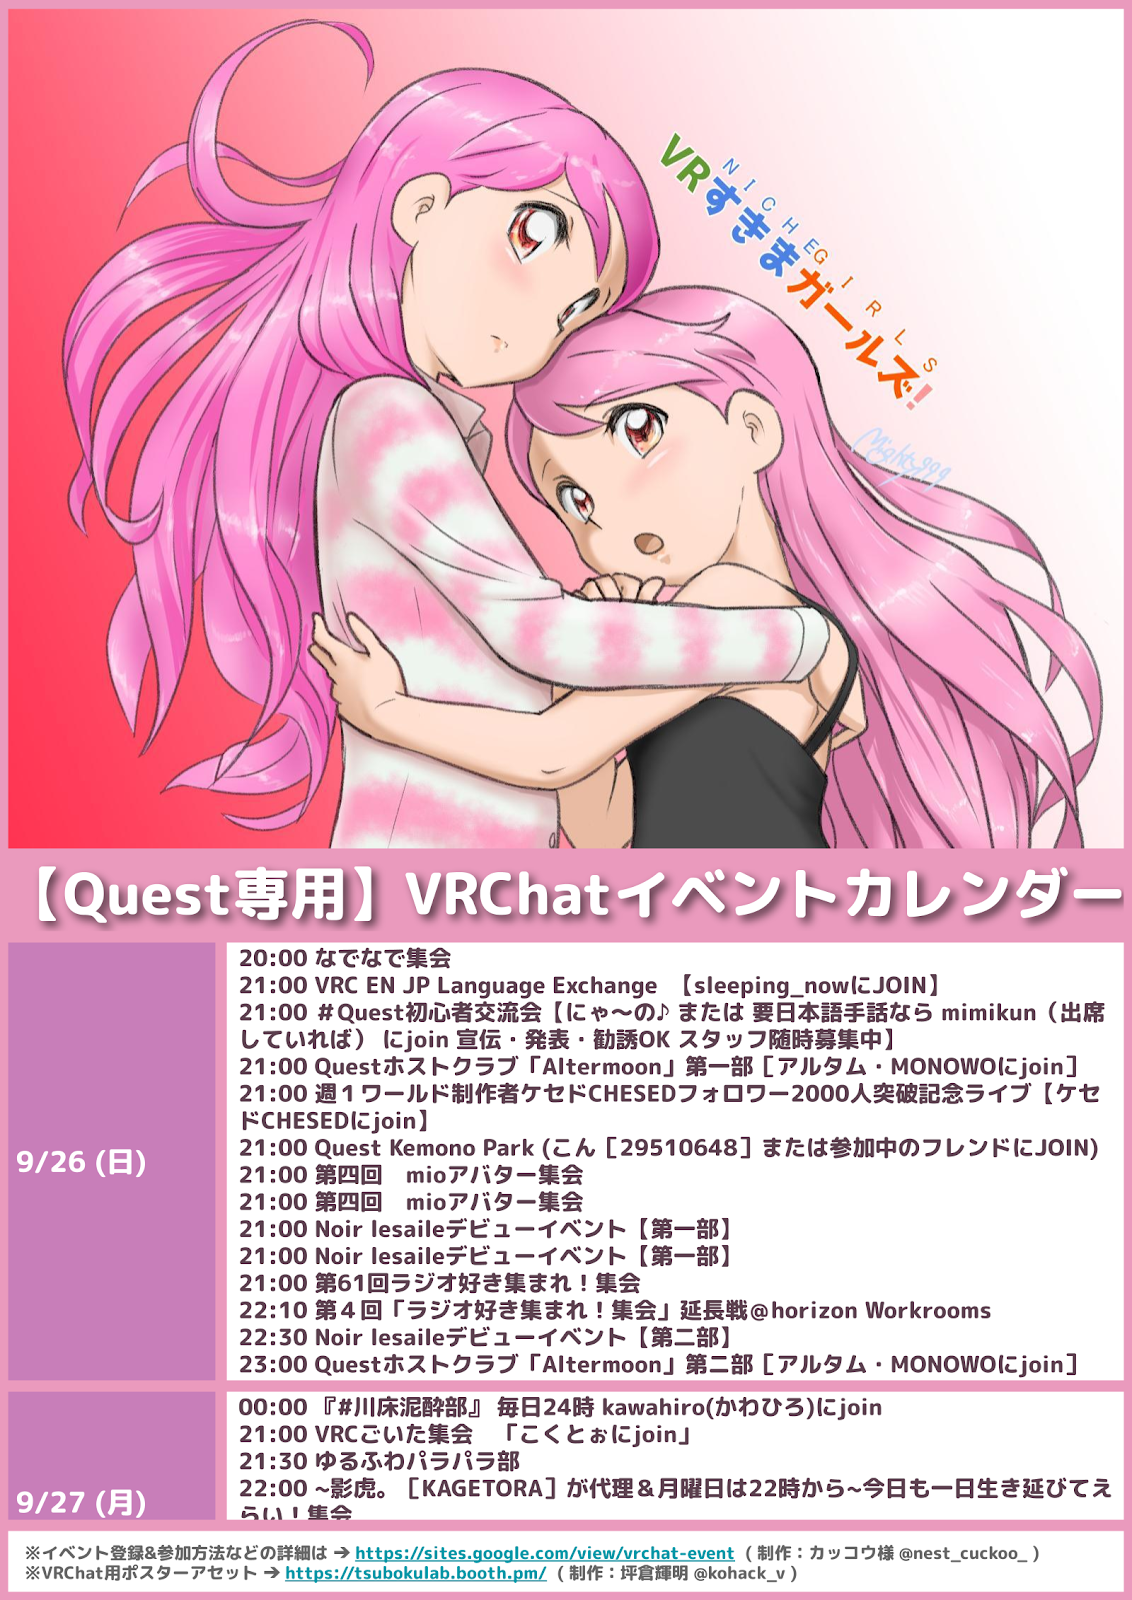 NICHE GIRLS
VRすきまガールズ!
Mighty999
【Quest専用】VRChatイベントカレンダー
9/26 (日)
20:00 なでなで集会
21:00 VRC EN JP Language Exchange 【sleeping_nowにJOIN】
21:00 ＃Quest初心者交流会【にゃ〜の♪ または 要日本語手話なら mimikun（出席
していれば） にjoin 宣伝・発表・勧誘OK スタッフ随時募集中】
21:00 Questホストクラブ「Altermoon」第一部［アルタム・MONOWOにjoin］
21:00 週１ワールド制作者ケセドCHESEDフォロワー2000人突破記念ライブ【ケセ
ドCHESEDにjoin】
21:00 Quest Kemono Park (こん［29510648］または参加中のフレンドにJOIN)
21:00 第四回　mioアバター集会
21:00 第四回　mioアバター集会
21:00 Noir lesaileデビューイベント【第一部】
21:00 Noir lesaileデビューイベント【第一部】
21:00 第61回ラジオ好き集まれ！集会
22:10 第４回「ラジオ好き集まれ！集会」延長戦＠horizon Workrooms
22:30 Noir lesaileデビューイベント【第二部】
23:00 Questホストクラブ「Altermoon」第二部［アルタム・MONOWOにjoin］
9/27 (月)
00:00 『#川床泥酔部』 毎日24時 kawahiro(かわひろ)にjoin
21:00 VRCごいた集会　「こくとぉにjoin」
21:30 ゆるふわパラパラ部
22:00 ~影虎。［KAGETORA］が代理＆月曜日は22時から~今日も一日生き延びてえ
らい！集会
※イベント登録&参加方法などの詳細は ➔ https://sites.google.com/view/vrchat-event （ 制作：カッコウ様 @nest_cuckoo_ ）
※VRChat用ポスターアセット ➔ https://tsubokulab.booth.pm/ （ 制作：坪倉輝明 @kohack_v ）